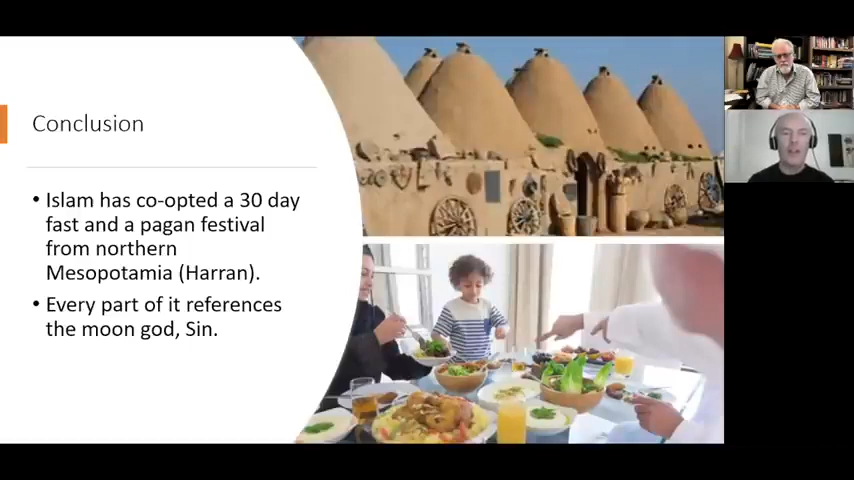 Conclusion
• Islam has co-opted a 30 day
fast and a pagan festival
from northern
Mesopotamia (Harran).
• Every part of it references
the moon god, Sin.